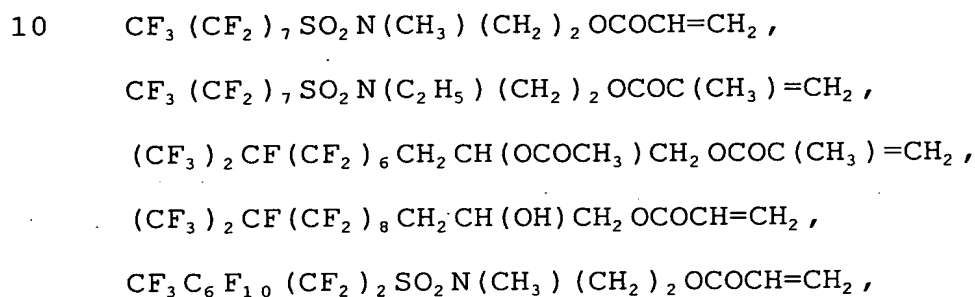 10 CF₃(CF₂)₇SO₂N(CH₃)(CH₂)₂OCOCH=CH₂,
CF₃(CF₂)₇SO₂N(C₂H₅)(CH₂)₂OCOC(CH₃)=CH₂,
(CF₃)₂CF(CF₂)₆CH₂CH(OCOCH₃)CH₂OCOC(CH₃)=CH₂,
(CF₃)₂CF(CF₂)₈CH₂CH(OH)CH₂OCOCH=CH₂,
CF₃C₆F₁₀(CF₂)₂SO₂N(CH₃)(CH₂)₂OCOCH=CH₂,